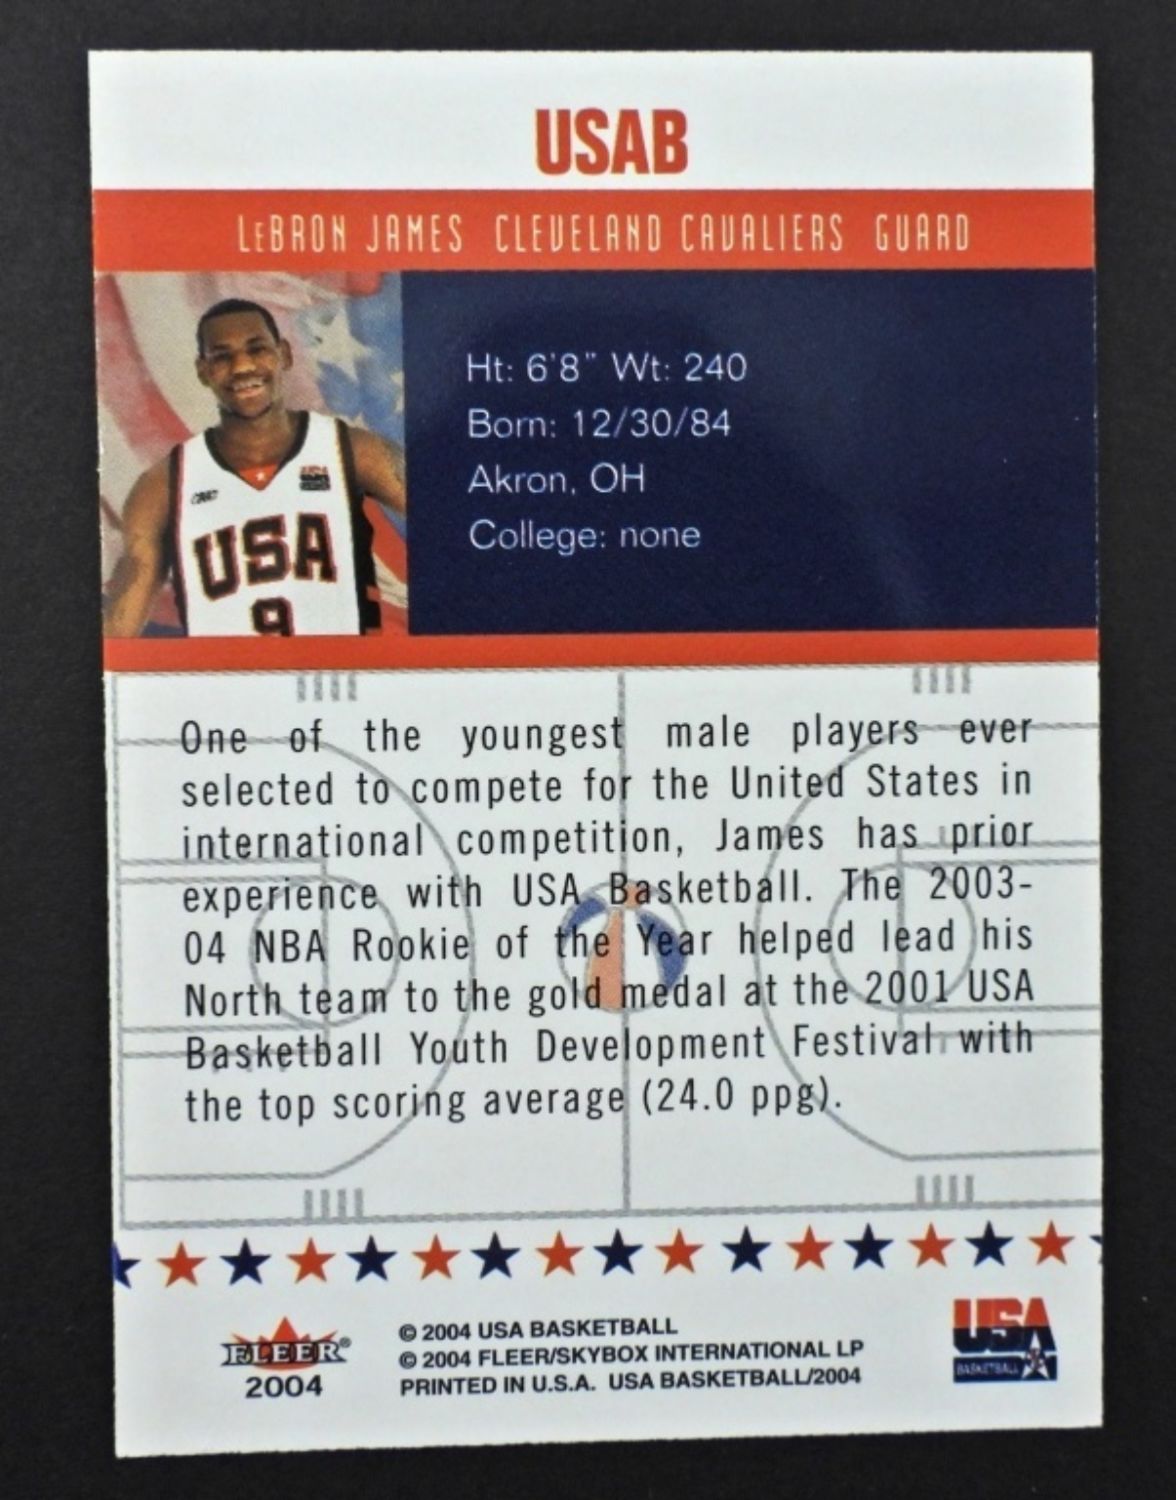 USAB
LEBRON JAMES CLEVELAND CAVALIERS GUARD
Ht: 6'8" Wt: 240
Born: 12/30/84
Akron, OH
College: none
USA
9
One of the youngest male players ever
selected to compete for the United States in
international competition, James has prior
experience with USA Basketball. The 2003-
04 NBA Rookie of the Year helped lead his
North team to the gold medal at the 2001 USA
Basketball Youth Development Festival with
the top scoring average (24.0 ppg).
FLEER®
2004
© 2004 USA BASKETBALL
© 2004 FLEER/SKYBOX INTERNATIONAL LP
PRINTED IN U.S.A. USA BASKETBALL/2004
USA
BASKETBALL